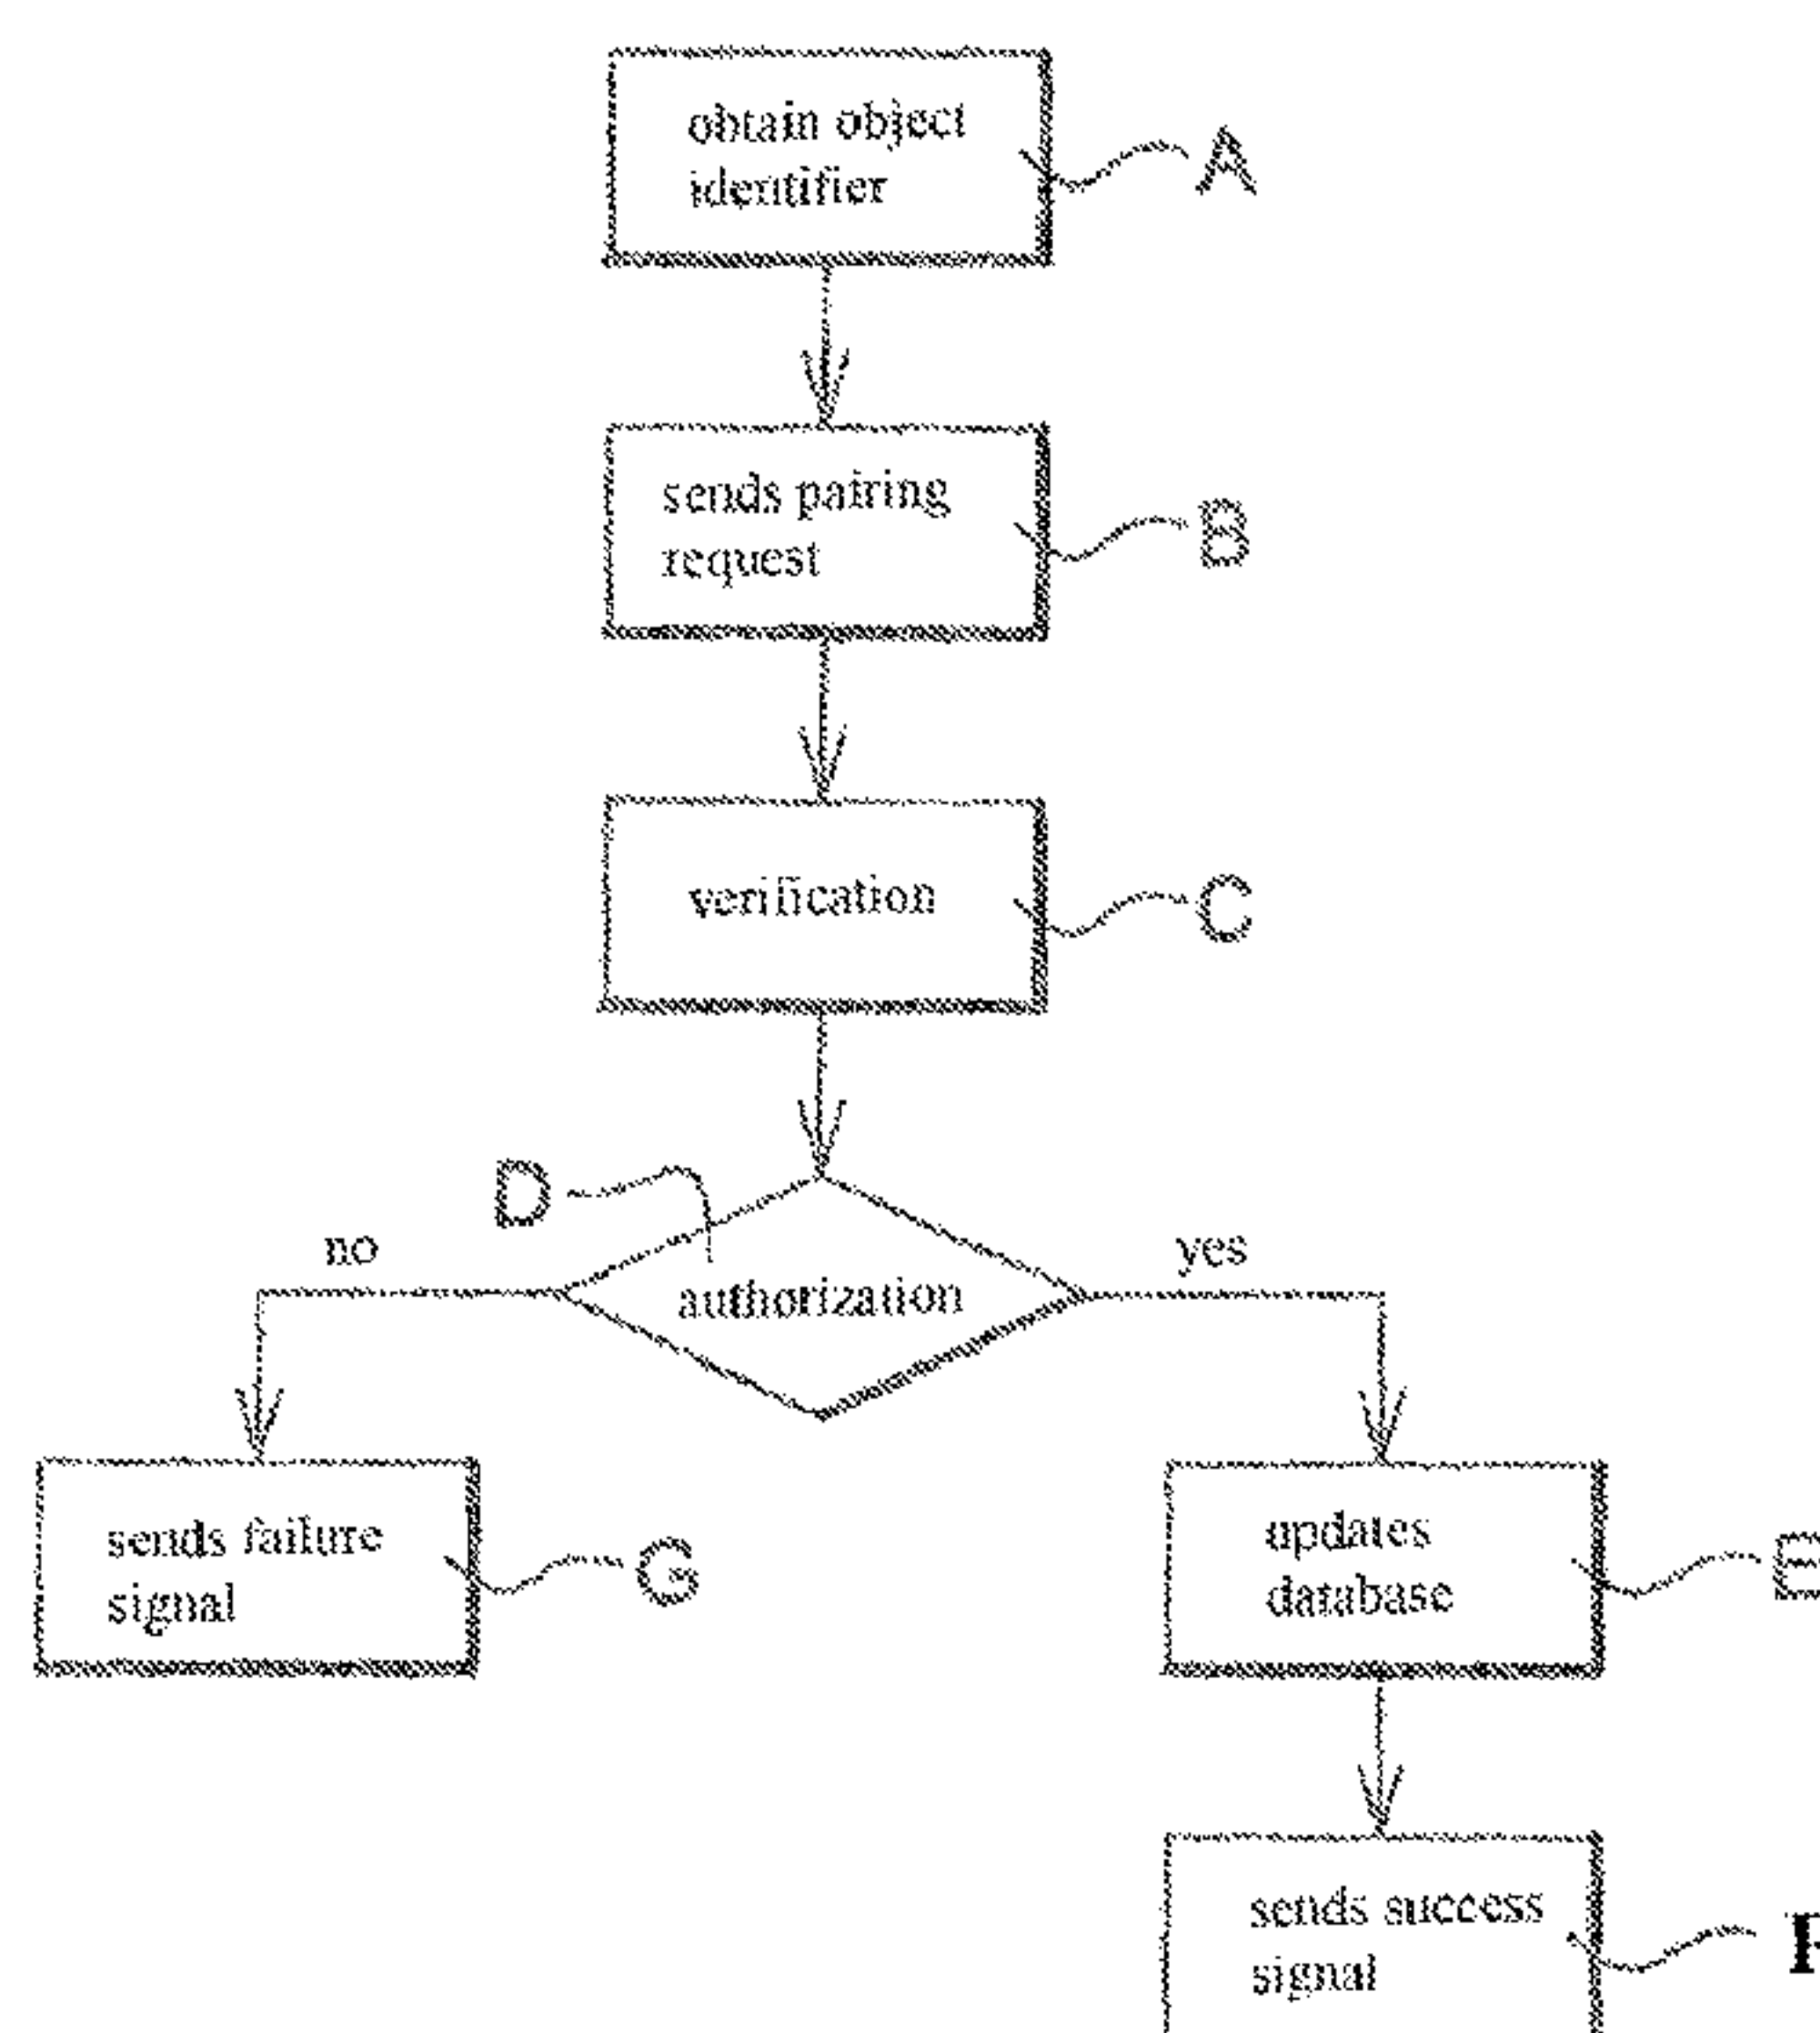 obtain object
identifier
A
sends pairing
request
B
verification
C
D
no
yes
authorization
sends failure
signal
G
updates
database
E
sends success
signal
F